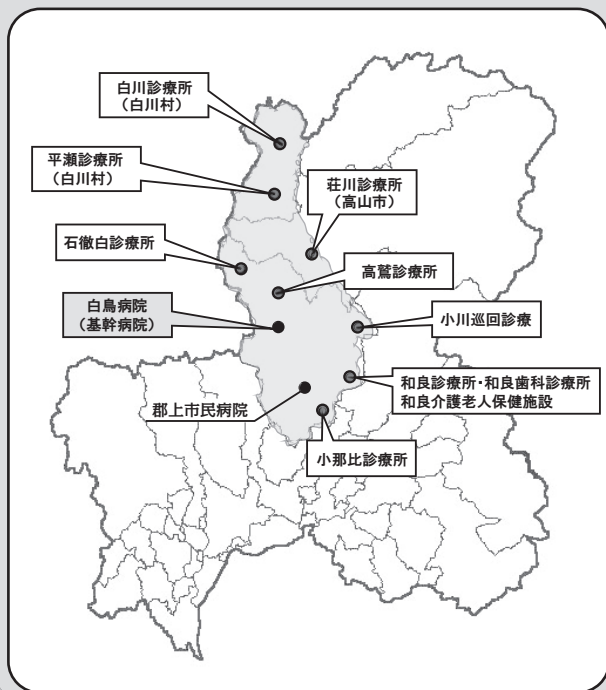 白川診療所
（白川村）
平瀬診療所
（白川村）
荘川診療所
（高山市）
石徹白診療所
高鷲診療所
白鳥病院
（基幹病院）
小川巡回診療
和良診療所・和良歯科診療所
和良介護老人保健施設
郡上市民病院
小那比診療所